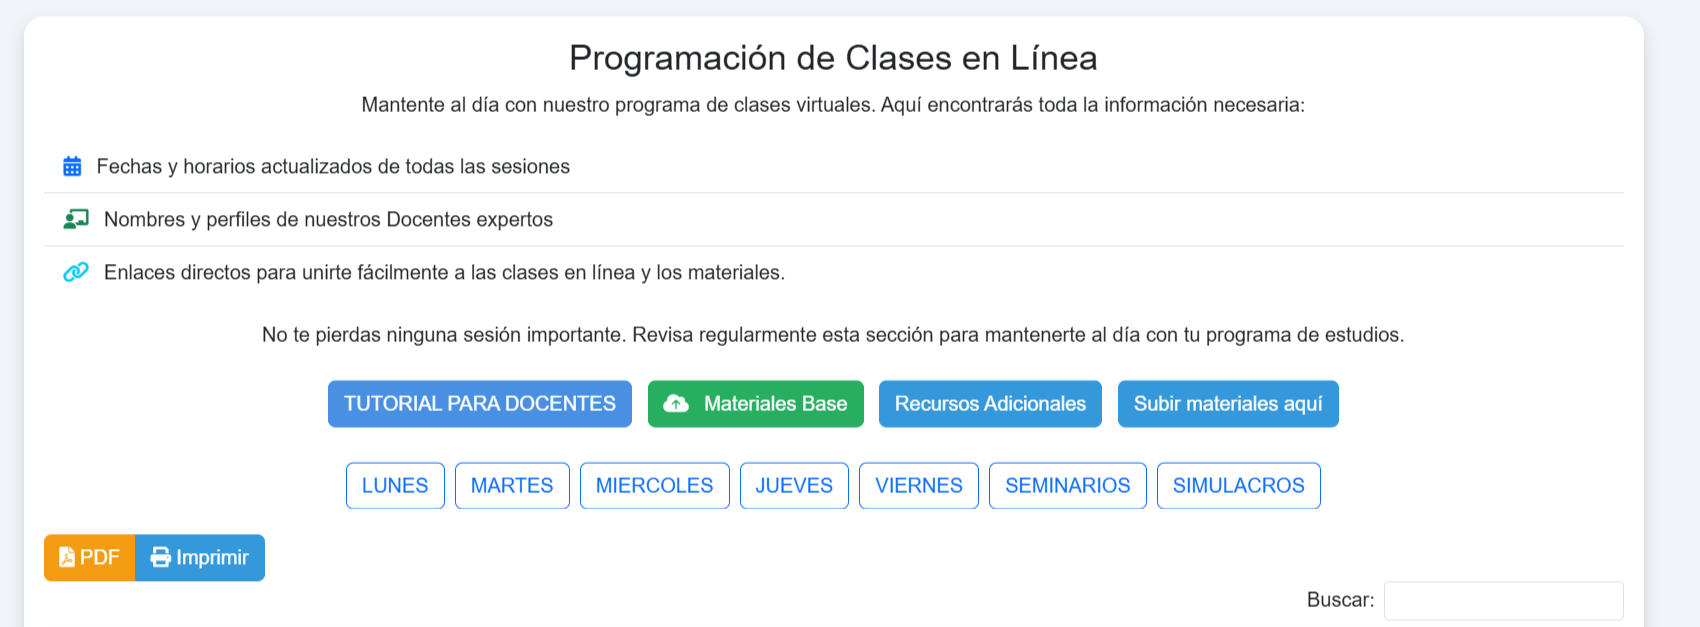 Programación de Clases en Línea
Mantente al día con nuestro programa de clases virtuales. Aquí encontrarás toda la información necesaria:
Fechas y horarios actualizados de todas las sesiones
Nombres y perfiles de nuestros Docentes expertos
Enlaces directos para unirte fácilmente a las clases en línea y los materiales.
No te pierdas ninguna sesión importante. Revisa regularmente esta sección para mantenerte al día con tu programa de estudios.
TUTORIAL PARA DOCENTES Materiales Base Recursos Adicionales Subir materiales aquí
LUNES MARTES MIERCOLES JUEVES VIERNES SEMINARIOS SIMULACROS
PDF Imprimir
Buscar: